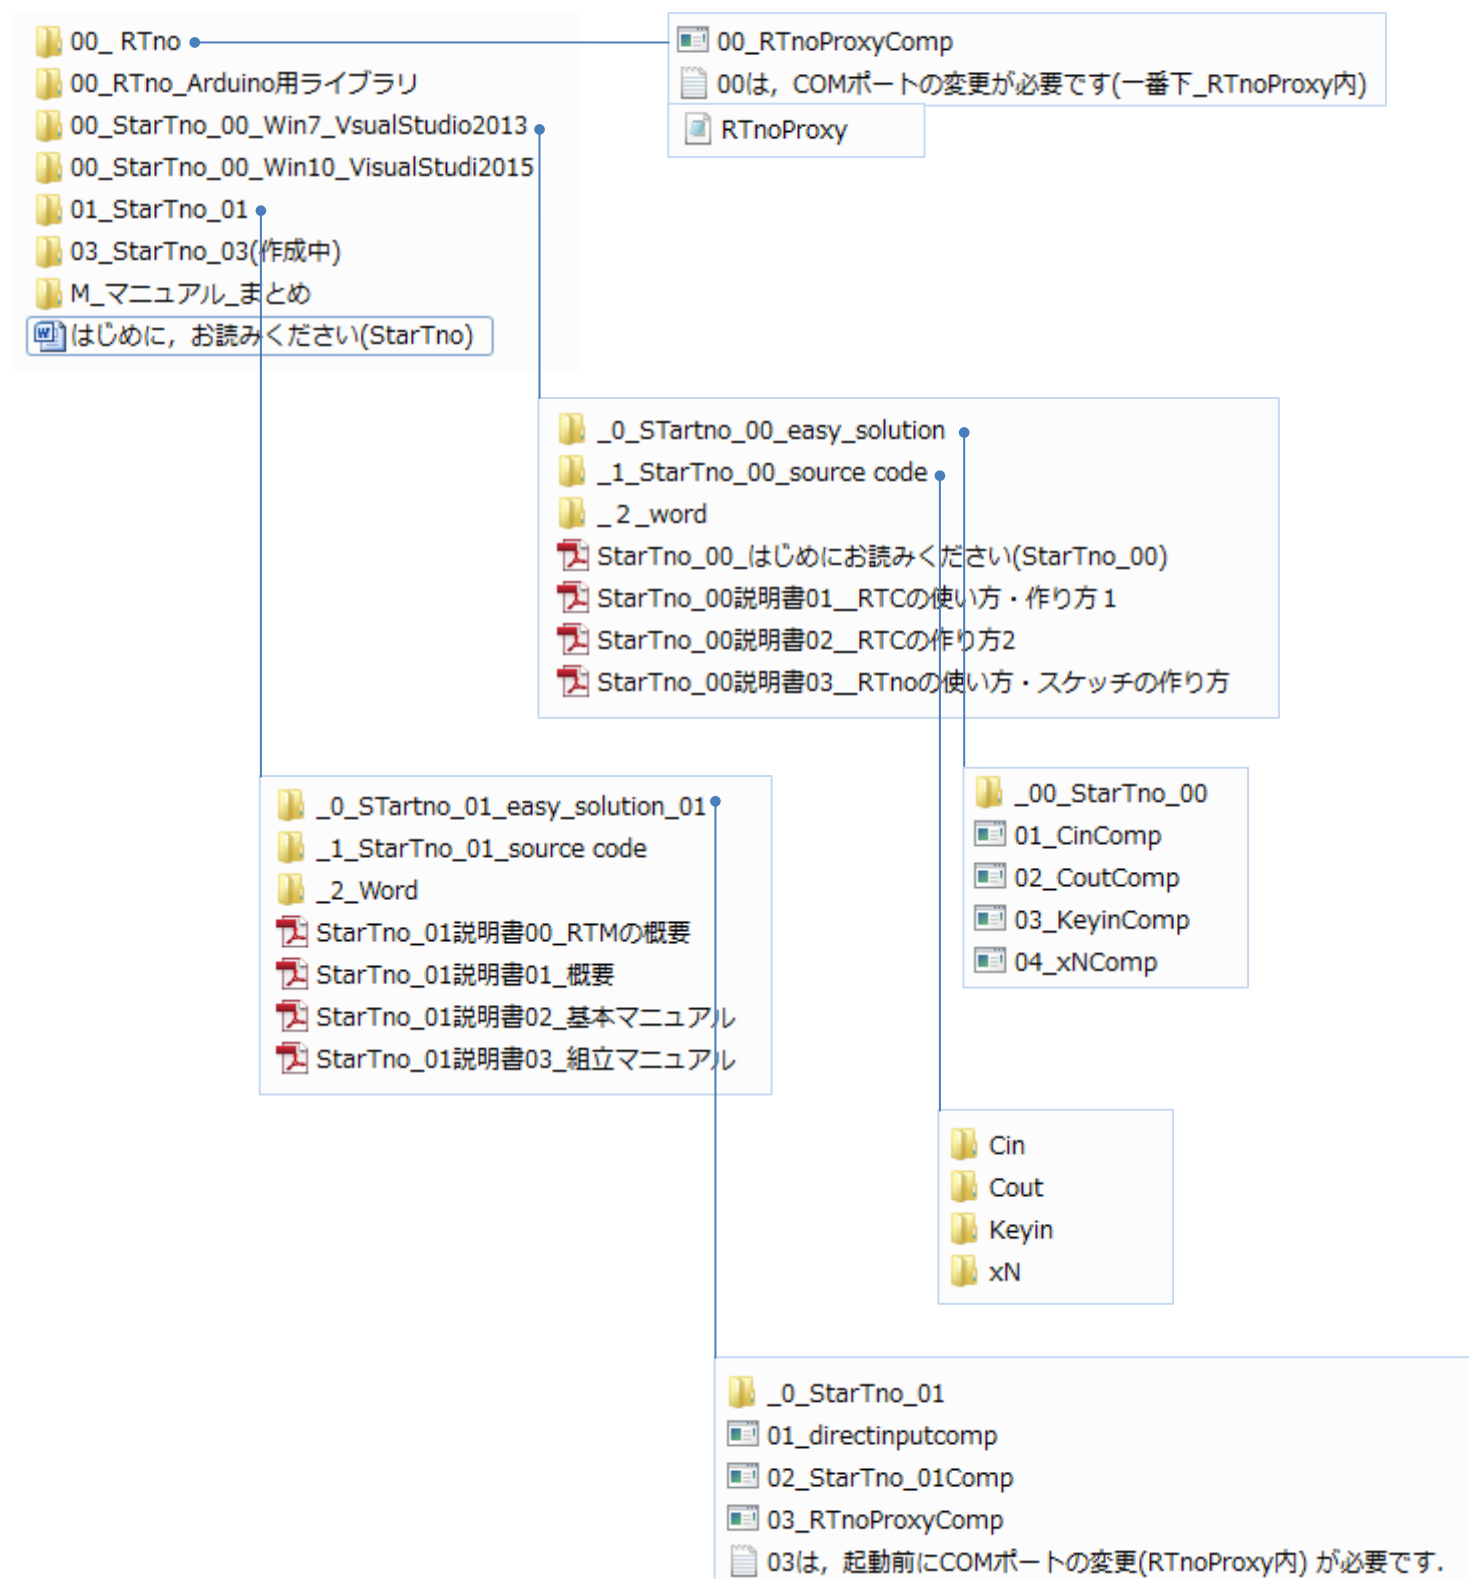 00_ RTno
00_RTno_Arduino用ライブラリ
00_StarTno_00_Win7_VsualStudio2013
00_StarTno_00_Win10_VisualStudi2015
01_StarTno_01
03_StarTno_03(作成中)
M_マニュアル_まとめ
はじめに，お読みください(StarTno)
00_RTnoProxyComp
00は，COMポートの変更が必要です(一番下_RTnoProxy内)
RTnoProxy
_0_STartno_00_easy_solution
_1_StarTno_00_source code
_２_word
StarTno_00_はじめにお読みください(StarTno_00)
StarTno_00説明書01__RTCの使い方・作り方１
StarTno_00説明書02__RTCの作り方2
StarTno_00説明書03__RTnoの使い方・スケッチの作り方
_0_STartno_01_easy_solution_01
_1_StarTno_01_source code
_2_Word
StarTno_01説明書00_RTMの概要
StarTno_01説明書01_概要
StarTno_01説明書02_基本マニュアル
StarTno_01説明書03_組立マニュアル
_00_StarTno_00
01_CinComp
02_CoutComp
03_KeyinComp
04_xNComp
Cin
Cout
Keyin
xN
_0_StarTno_01
01_directinputcomp
02_StarTno_01Comp
03_RTnoProxyComp
03は，起動前にCOMポートの変更(RTnoProxy内) が必要です．